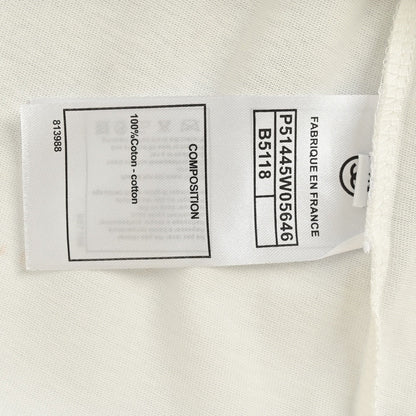 FABRIQUE EN FRANCE
P51445W05646
B5118
COMPOSITION
100%Coton - cotton
813988